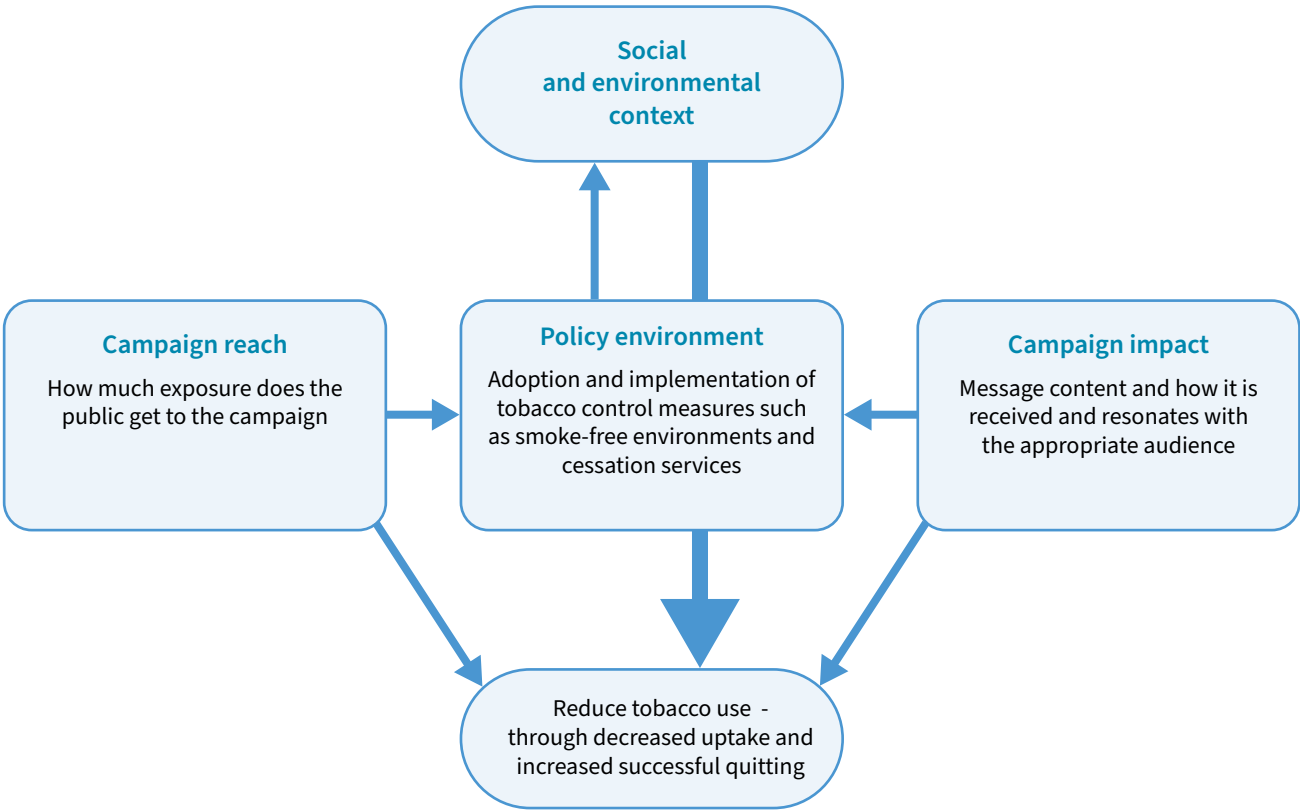 Social
and environmental
context
Campaign reach
How much exposure does the
public get to the campaign
Policy environment
Adoption and implementation of
tobacco control measures such
as smoke-free environments and
cessation services
Campaign impact
Message content and how it is
received and resonates with
the appropriate audience
Reduce tobacco use -
through decreased uptake and
increased successful quitting